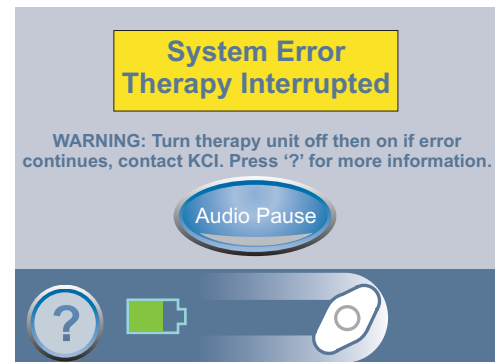 System Error
Therapy Interrupted
WARNING: Turn therapy unit off then on if error
continues, contact KCI. Press ‘?’ for more information.
Audio Pause
?